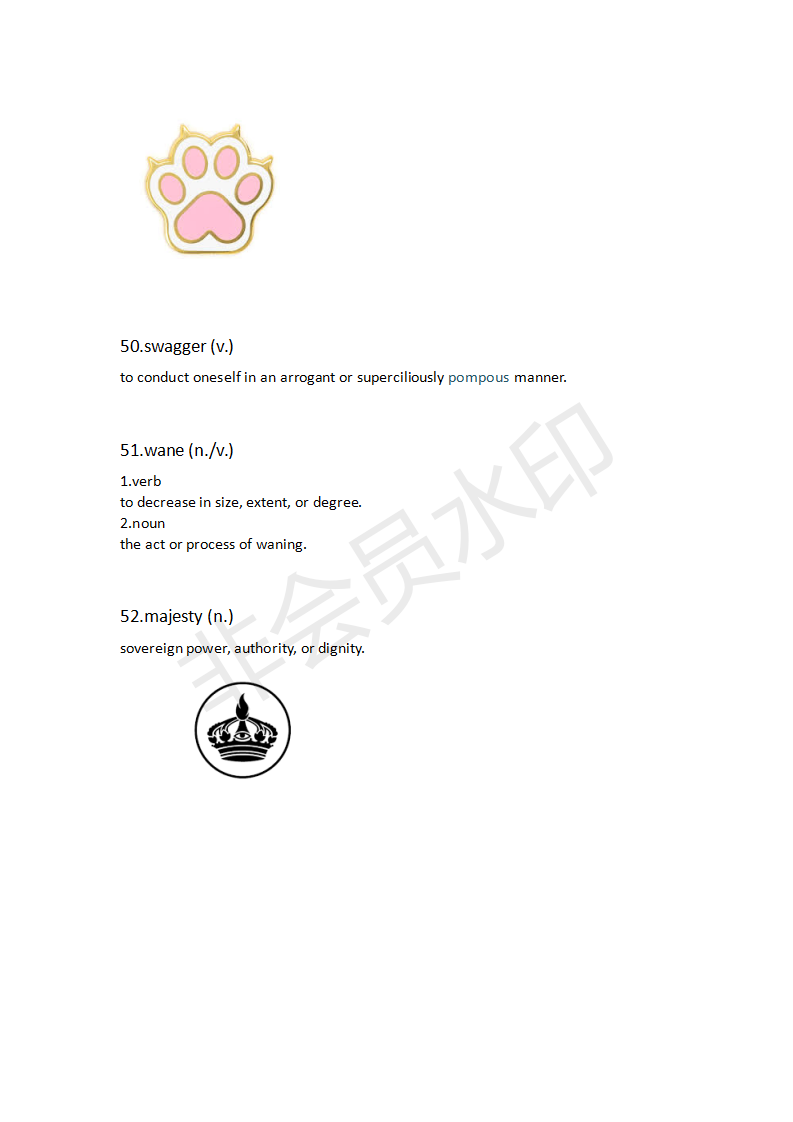 50.swagger (v.)
to conduct oneself in an arrogant or superciliously pompous manner.
51.wane (n./v.)
1.verb
to decrease in size, extent, or degree.
2.noun
the act or process of waning.
52.majesty (n.)
sovereign power, authority, or dignity.
非会员水印